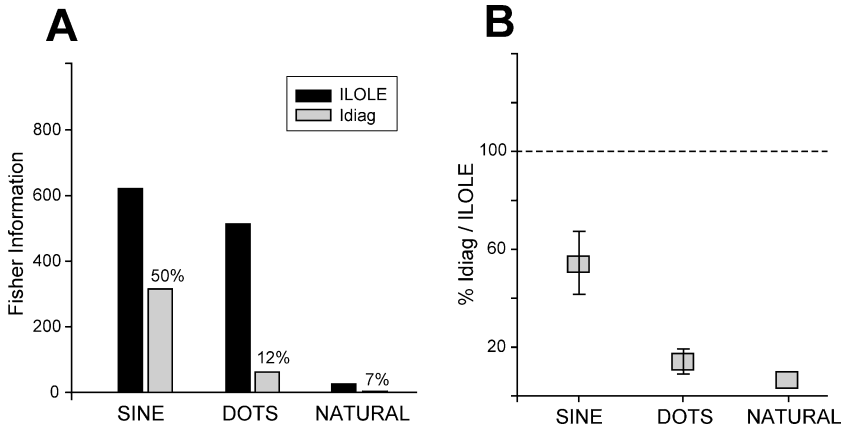 A
Fisher Information
800
600
400
200
0
ILOLE
Idiag
50%
12%
7%
SINE
DOTS
NATURAL
B
% Idiag / ILOLE
100
60
20
SINE
DOTS
NATURAL